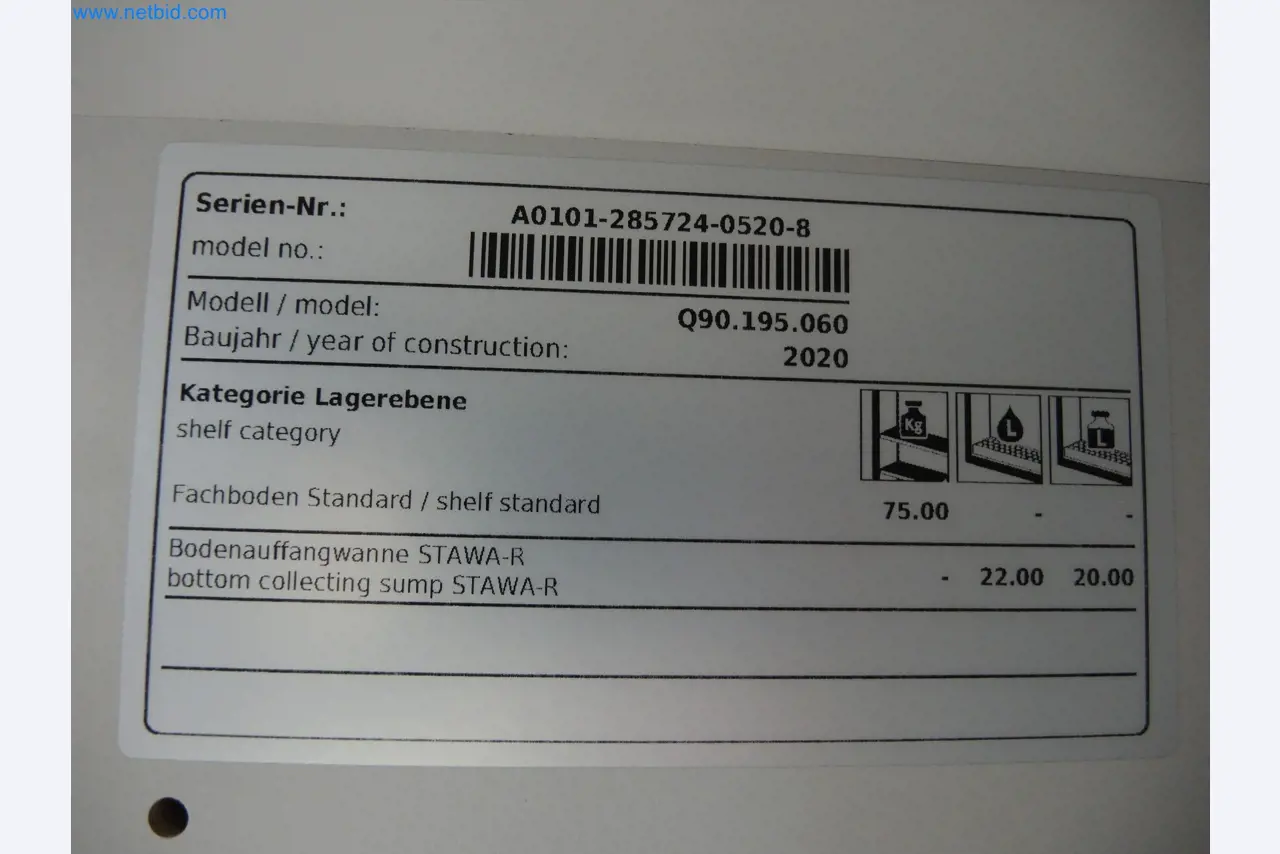 www.netbid.com
Serien-Nr.: A0101-285724-0520-8
model no.:
Modell / model: Q90.195.060
Baujahr / year of construction: 2020
Kategorie Lagerebene
shelf category
Kg L L
Fachboden Standard / shelf standard 75.00 - -
Bodenauffangwanne STAWA-R
bottom collecting sump STAWA-R - 22.00 20.00